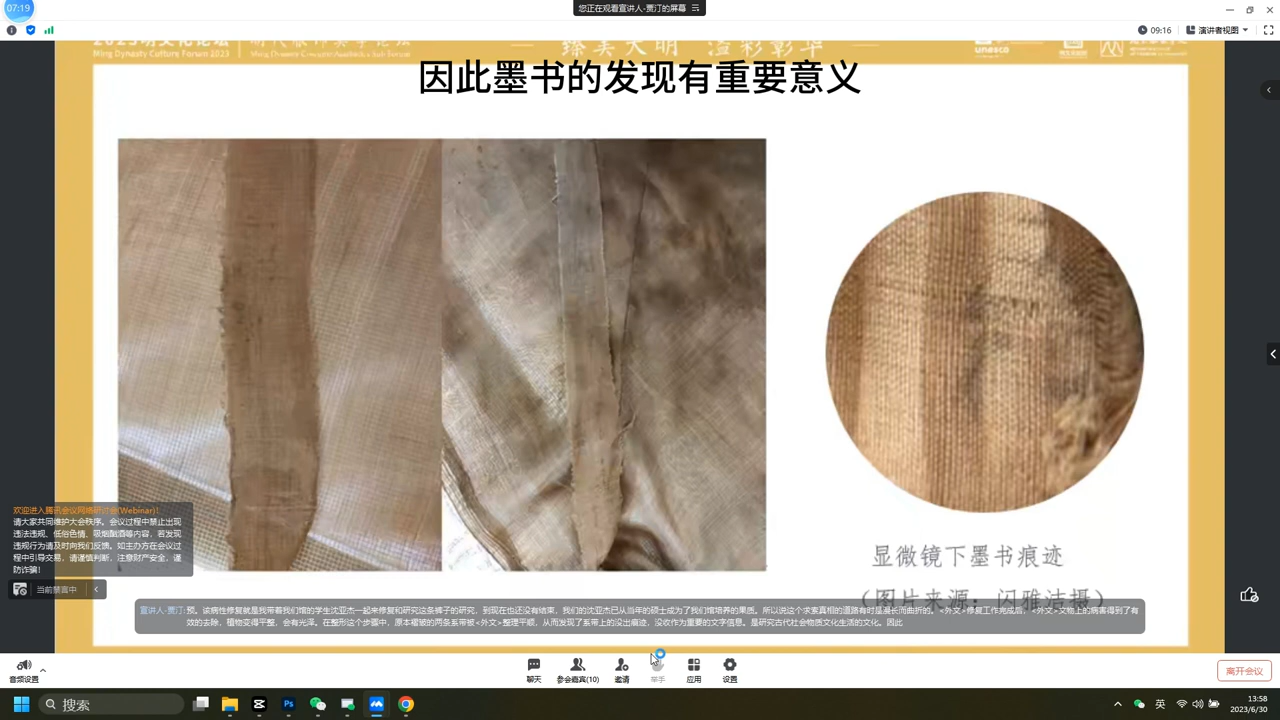 07:19
您正在观看宣讲人-贾汀的屏幕
09:16
演讲者视图
2023明文化论坛
Ming Dynasty Culture Forum 2023
臻美大明 溢彩彰华
unesco
因此墨书的发现有重要意义
显微镜下墨书痕迹
(图片来源：闪雅洁摄)
欢迎进入腾讯会议网络研讨会(Webinar)!
请大家共同维护大会秩序。会议过程中禁止出现
违法违规、低俗色情、吸烟酗酒等内容，若发现
违规行为请及时向我们反馈。如主办方在会议过
程中引导交易，请谨慎判断，注意财产安全，谨
防诈骗!
当前禁言中
宣讲人-贾汀:预。该病性修复就是我带着我们馆的学生沈亚杰一起来修复和研究这条裤子的研究，到现在也还没有结束，我们的沈亚杰已从当年的硕士成为了我们馆培养的果质。所以说这个求索真相的道路有时是漫长而曲折的。<外文>修复工作完成后，<外文>文物上的病害得到了有
效的去除，植物变得平整，会有光泽。在整形这个步骤中，原本褶皱的两条系带被<外文>整理平顺，从而发现了系带上的没出痕迹，没收作为重要的文字信息。是研究古代社会物质文化生活的文化。因此
音频设置
聊天
参会嘉宾(10)
邀请
举手
应用
设置
离开会议
搜索
英
13:58
2023/6/30